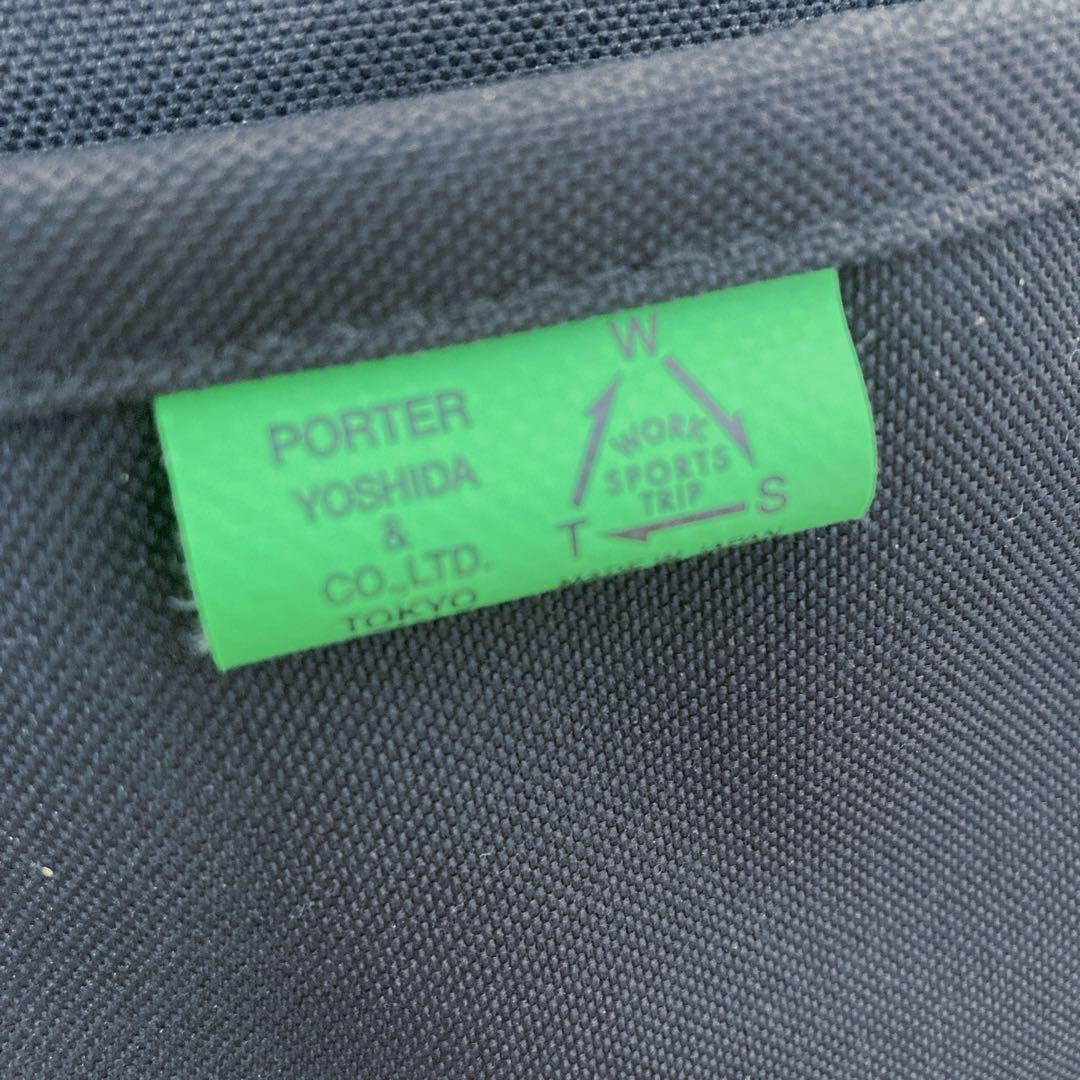 PORTER
YOSHIDA
&
CO.,LTD.
TOKYO
W
WORK
SPORTS
TRIP
T
S
MADE IN JAPAN